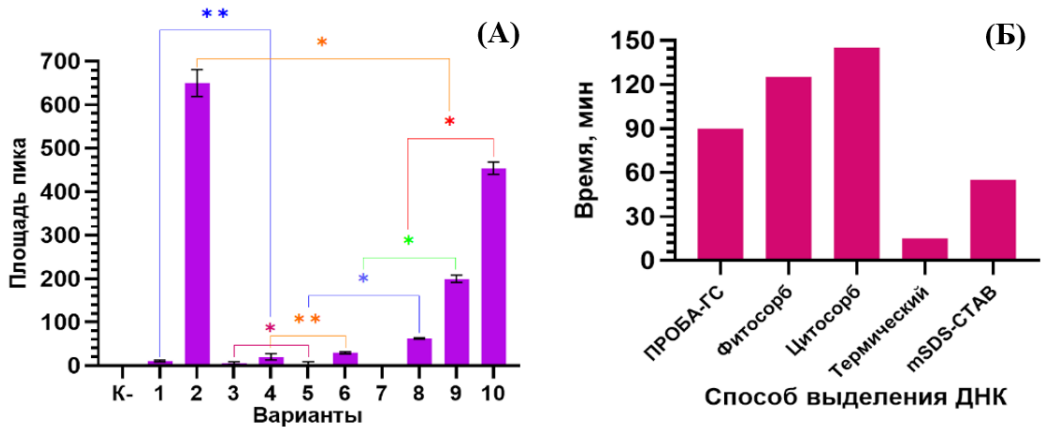 (А)
Площадь пика
700
600
500
400
300
200
100
0
** * * * * * **
К- 1 2 3 4 5 6 7 8 9 10
Варианты
(Б)
Время, мин
150
120
90
60
30
0
ПРОБА-ГС
Фитосорб
Цитосорб
Термический
mSDS-CTAB
Способ выделения ДНК